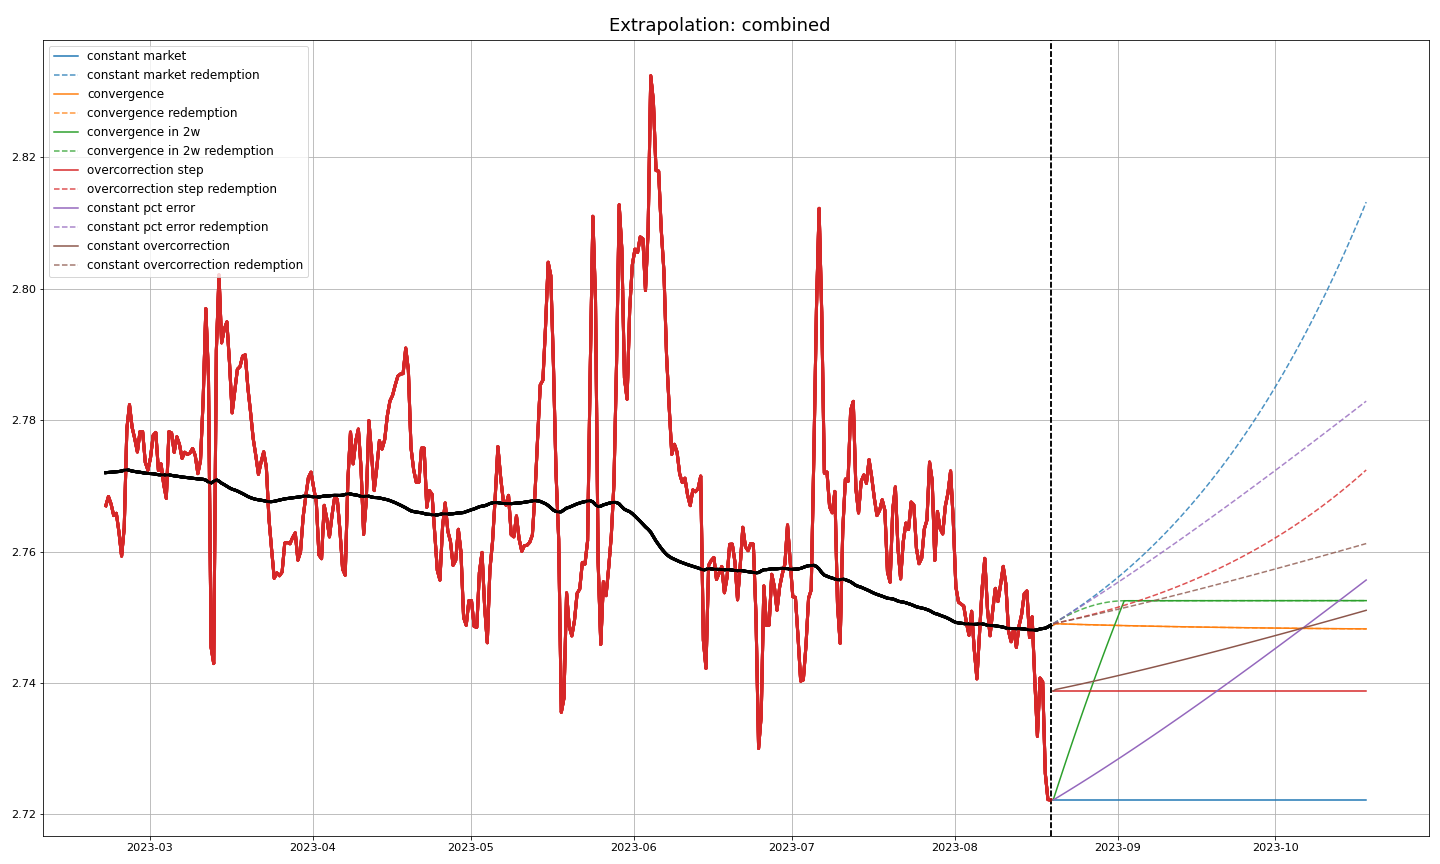 Extrapolation: combined
constant market
constant market redemption
convergence
convergence redemption
convergence in 2w
convergence in 2w redemption
overcorrection step
overcorrection step redemption
constant pct error
constant pct error redemption
constant overcorrection
constant overcorrection redemption
2.82
2.80
2.78
2.76
2.74
2.72
2023-03 2023-04 2023-05 2023-06 2023-07 2023-08 2023-09 2023-10